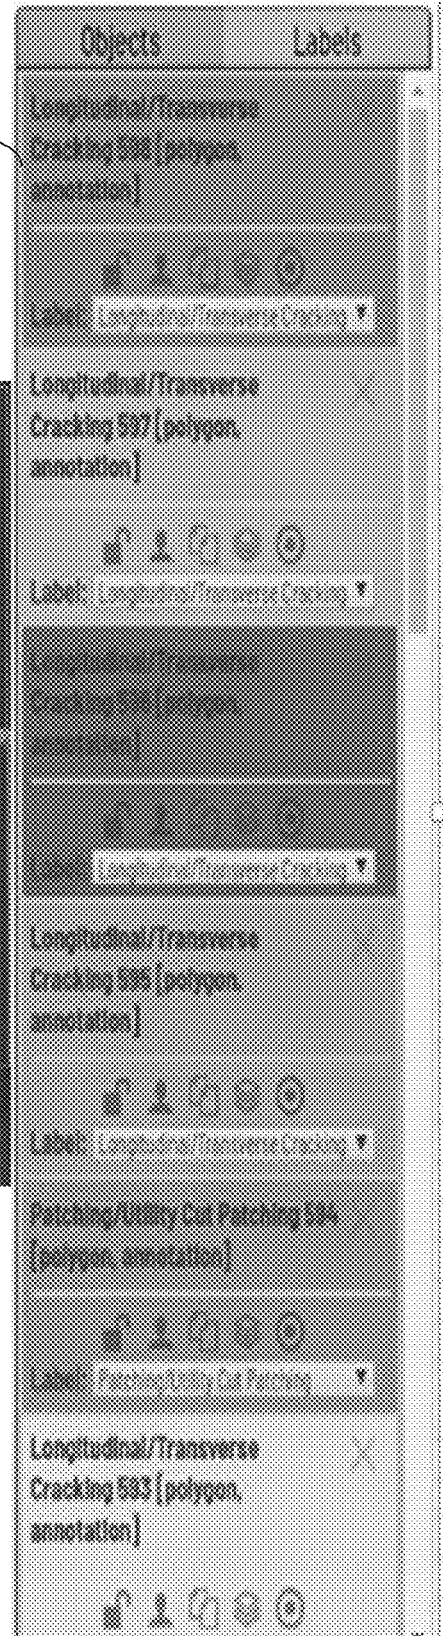 Objects Labels
Longitudinal/Transverse
Cracking 598 [polygon,
annotation]
Label: Longitudinal/Transverse Cracking
Longitudinal/Transverse
Cracking 597 [polygon,
annotation]
Label: Longitudinal/Transverse Cracking
Longitudinal/Transverse
Cracking 596 [polygon,
annotation]
Label: Longitudinal/Transverse Cracking
Longitudinal/Transverse
Cracking 595 [polygon,
annotation]
Label: Longitudinal/Transverse Cracking
Patching/Utility Cut Patching 594
[polygon, annotation]
Label: Patching/Utility Cut Patching
Longitudinal/Transverse
Cracking 593 [polygon,
annotation]